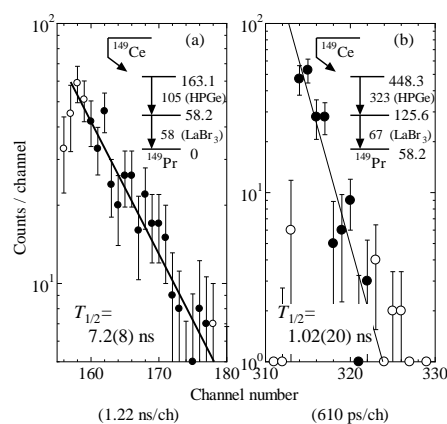 10²
10¹
Counts / channel
(a)
¹⁴⁹Ce
163.1
105 (HPGe)
58.2
58 (LaBr₃)
¹⁴⁹Pr 0
T₁/₂=
7.2(8) ns
160 170 180
(1.22 ns/ch)
Channel number
10²
10¹
10⁰
(b)
¹⁴⁹Ce
448.3
323 (HPGe)
125.6
67 (LaBr₃)
¹⁴⁹Pr 58.2
T₁/₂=
1.02(20) ns
310 320 330
(610 ps/ch)